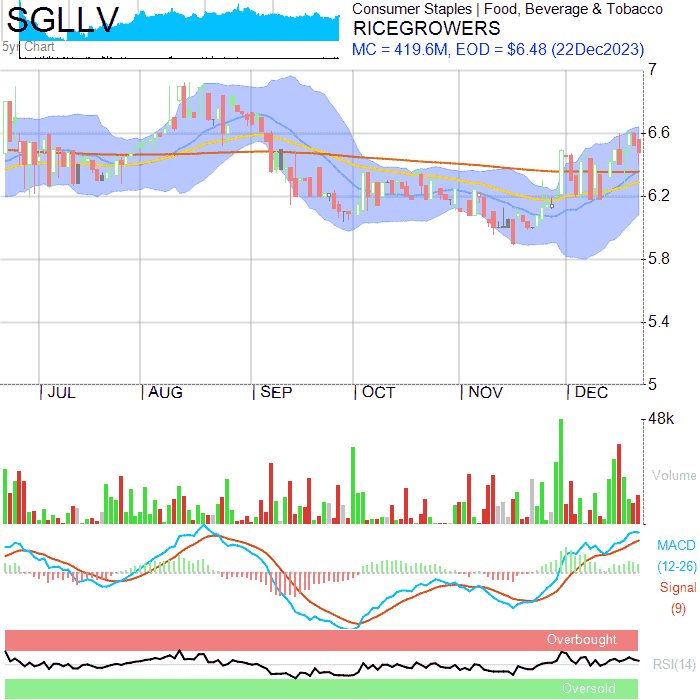 SGLLV
5yr Chart
Consumer Staples | Food, Beverage & Tobacco
RICEGROWERS
MC = 419.6M, EOD = $6.48 (22Dec2023)
7
6.6
6.2
5.8
5.4
5
| JUL | AUG | SEP | OCT | NOV | DEC
48k
Volume
MACD
(12-26)
Signal
(9)
Overbought
RSI(14)
Oversold